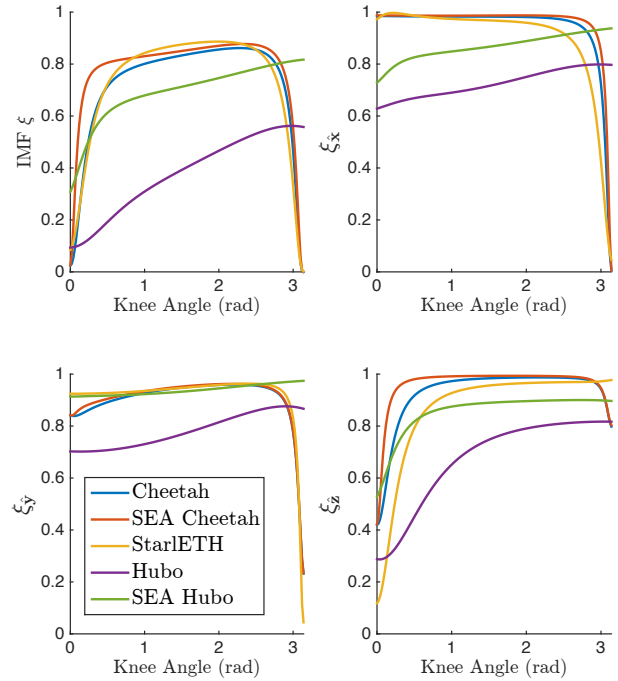 1
0.8
0.6
0.4
0.2
0
IMF ξ
0 1 2 3
Knee Angle (rad)
1
0.8
0.6
0.4
0.2
0
ξx̂
0 1 2 3
Knee Angle (rad)
1
0.8
0.6
0.4
0.2
0
ξŷ
Cheetah
SEA Cheetah
StarlETH
Hubo
SEA Hubo
0 1 2 3
Knee Angle (rad)
1
0.8
0.6
0.4
0.2
0
ξẑ
0 1 2 3
Knee Angle (rad)